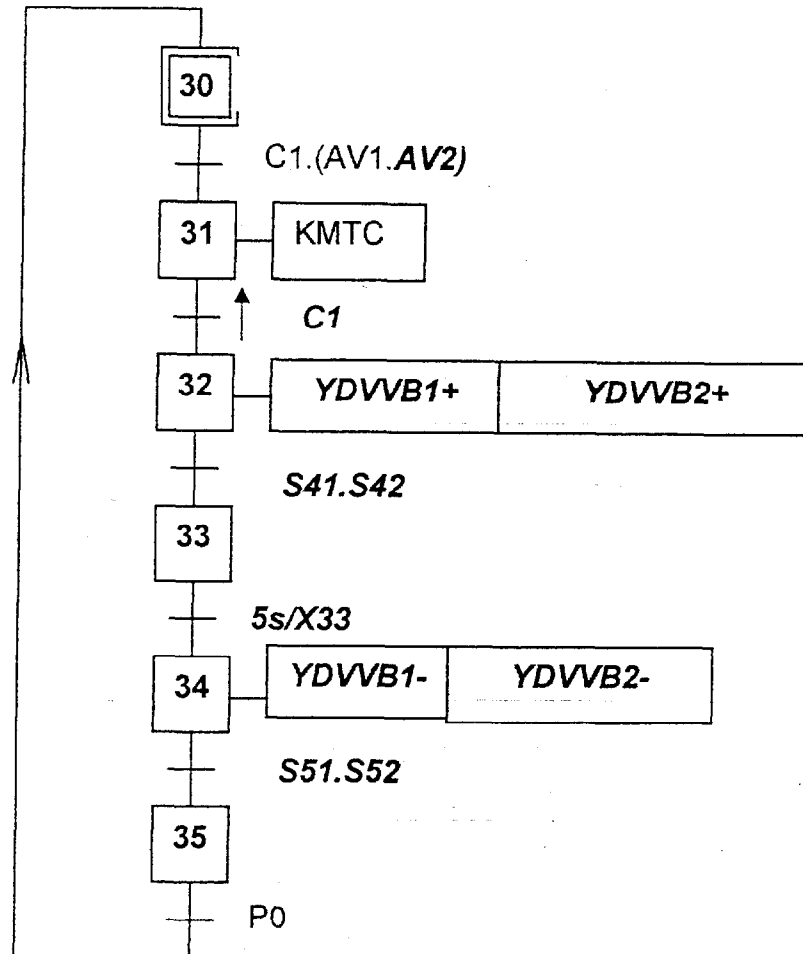 30
C1.(AV1.AV2)
31 KMTC
C1
32 YDVVB1+ YDVVB2+
S41.S42
33
5s/X33
34 YDVVB1- YDVVB2-
S51.S52
35
P0